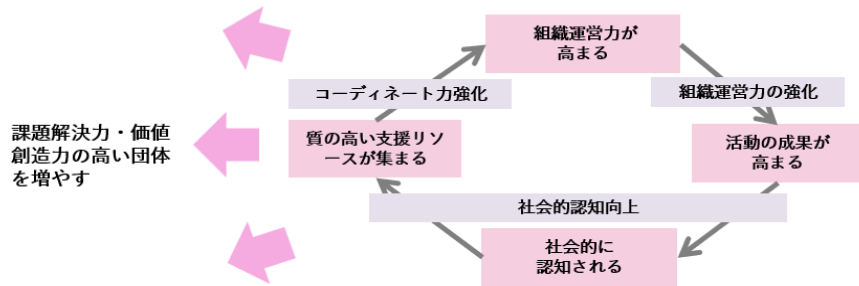 組織運営力が
高まる
コーディネート力強化
組織運営力の強化
課題解決力・価値
創造力の高い団体
を増やす
質の高い支援リソ
ースが集まる
活動の成果が
高まる
社会的認知向上
社会的に
認知される